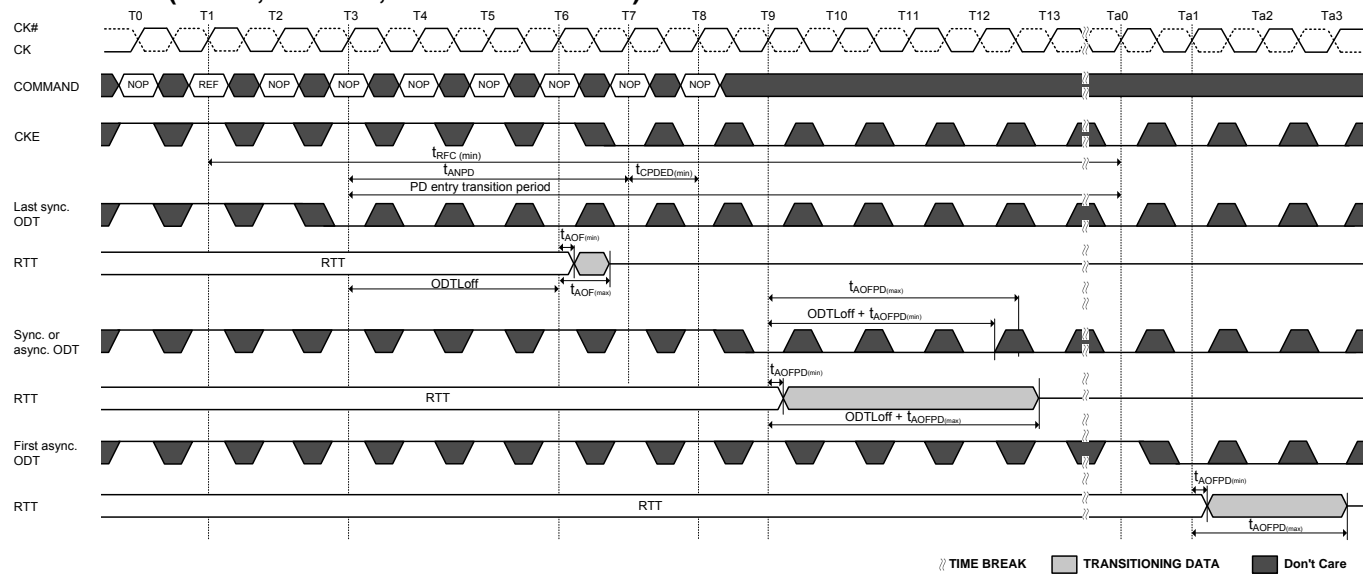 T0 T1 T2 T3 T4 T5 T6 T7 T8 T9 T10 T11 T12 T13 Ta0 Ta1 Ta2 Ta3
CK#
CK
COMMAND NOP REF NOP NOP NOP NOP NOP NOP NOP
CKE
tRFC (min)
tANPD tCPDED(min)
PD entry transition period
Last sync.
ODT
tAOF(min)
RTT RTT
ODTLoff tAOF(max)
tAOFPD(max)
ODTLoff + tAOFPD(min)
Sync. or
async. ODT
tAOFPD(min)
RTT RTT
ODTLoff + tAOFPD(max)
First async.
ODT
tAOFPD(min)
RTT RTT
tAOFPD(max)
TIME BREAK TRANSITIONING DATA Don't Care